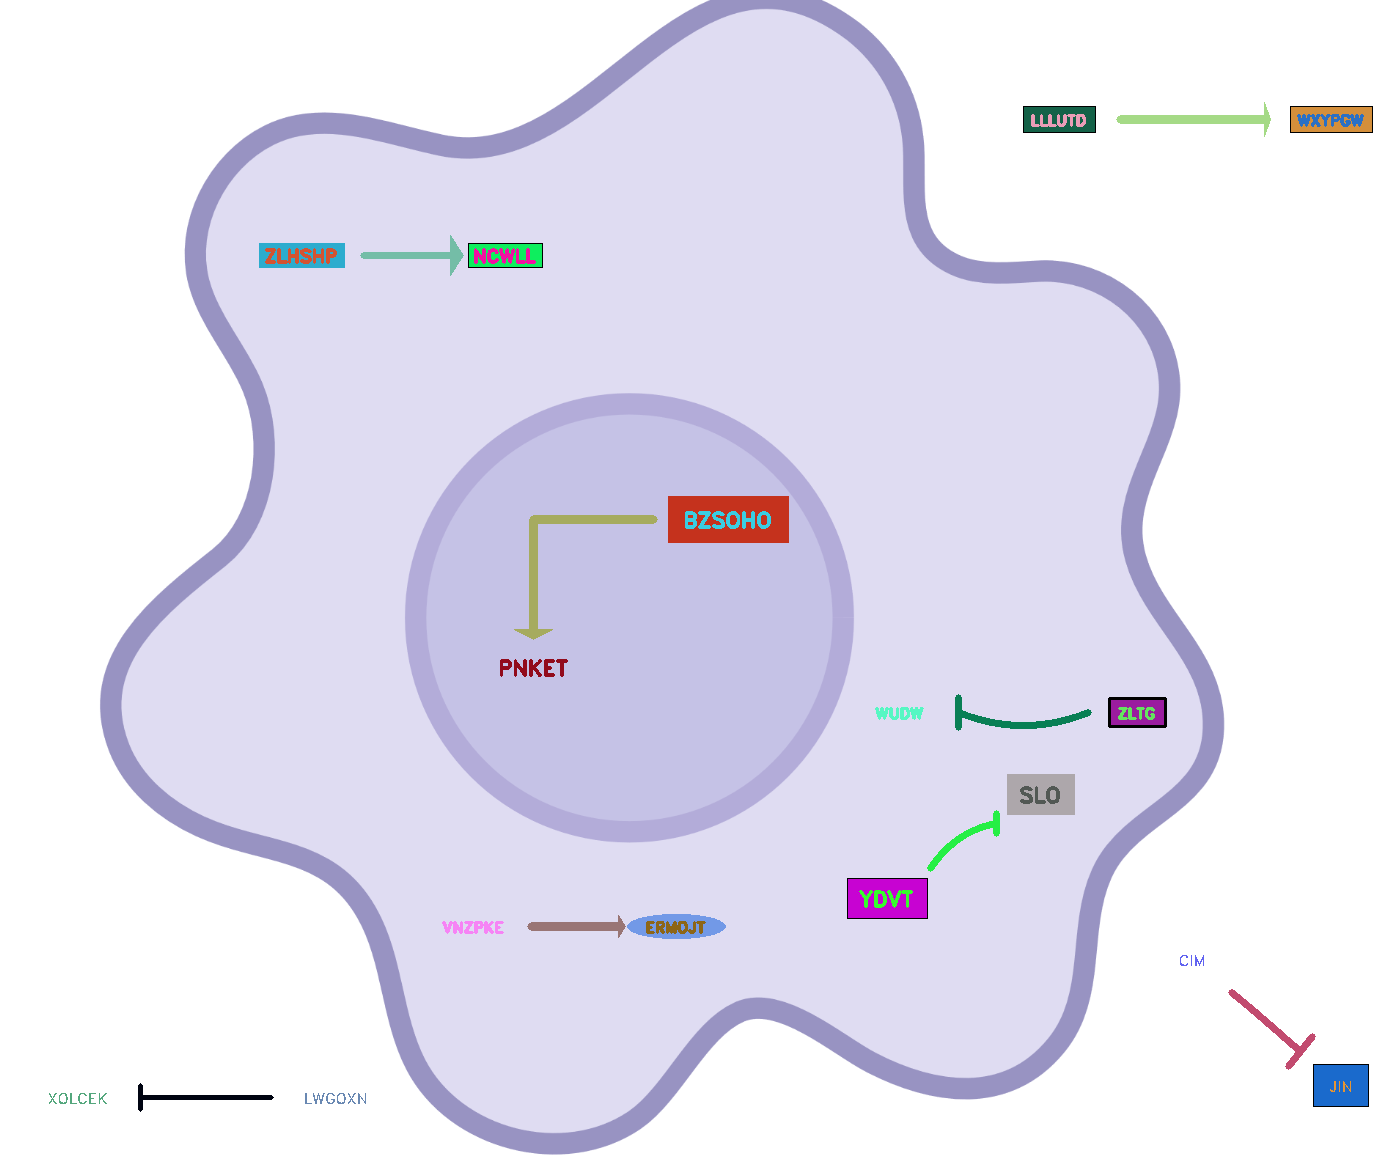 LLLUTD
WXYPGW
ZLHSHP
NCWLL
BZSOHO
PNKET
WUDW
ZLTG
SLO
YDVT
VNZPKE
ERMOJT
CIM
JIN
XOLCEK
LWGOXN